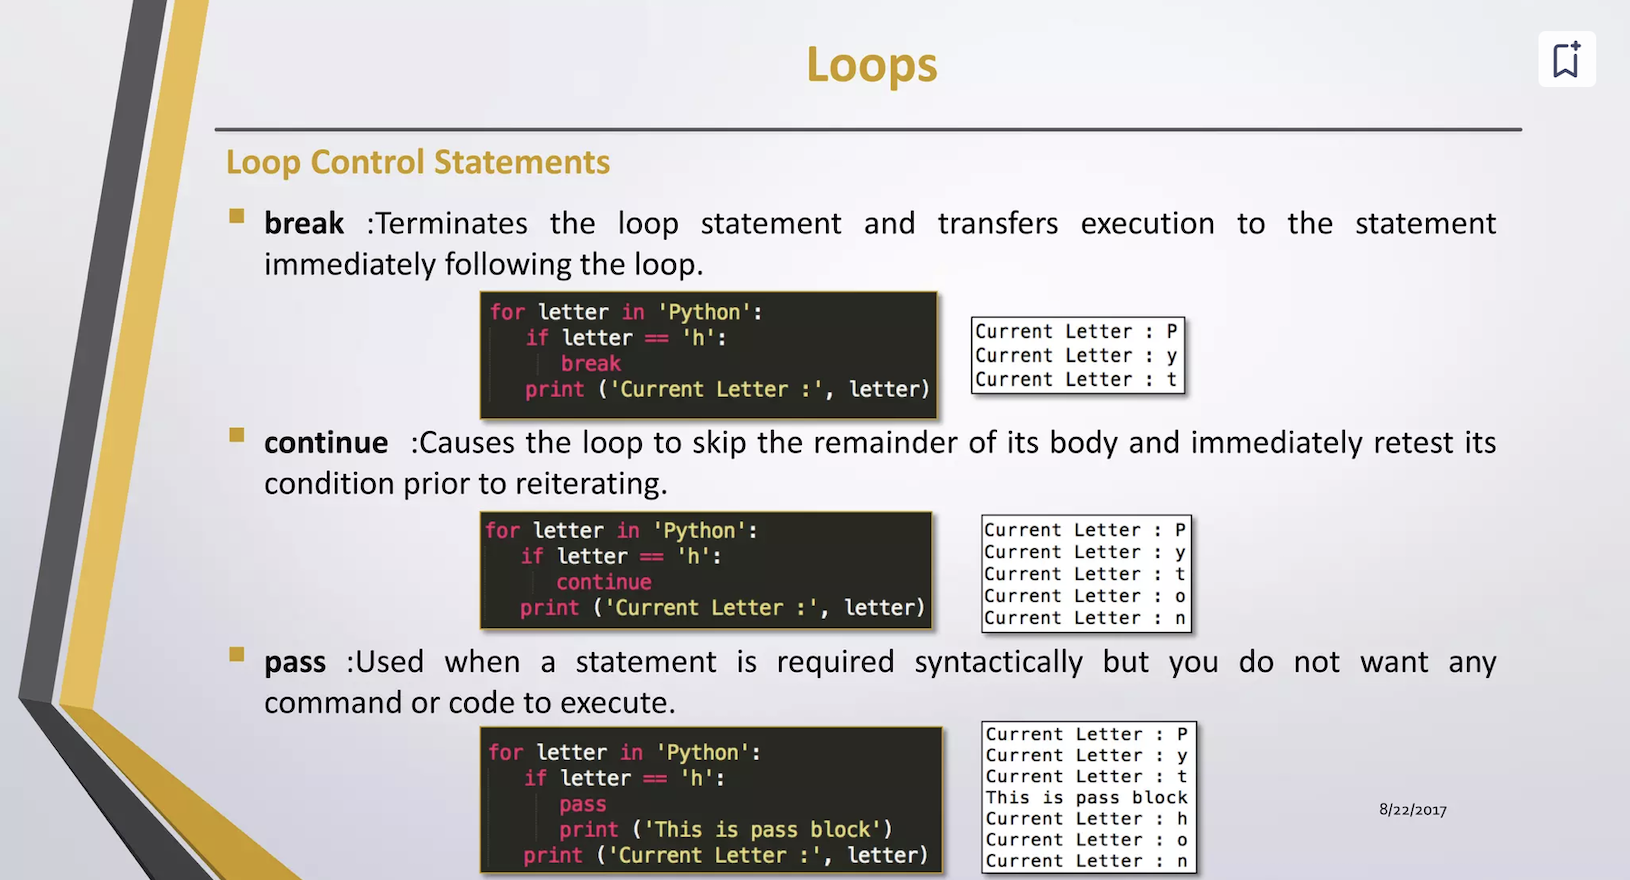 Loops
Loop Control Statements
break :Terminates the loop statement and transfers execution to the statement
immediately following the loop.
for letter in 'Python':
if letter == 'h':
break
print ('Current Letter :', letter)
Current Letter : P
Current Letter : y
Current Letter : t
continue :Causes the loop to skip the remainder of its body and immediately retest its
condition prior to reiterating.
for letter in 'Python':
if letter == 'h':
continue
print ('Current Letter :', letter)
Current Letter : P
Current Letter : y
Current Letter : t
Current Letter : o
Current Letter : n
pass :Used when a statement is required syntactically but you do not want any
command or code to execute.
for letter in 'Python':
if letter == 'h':
pass
print ('This is pass block')
print ('Current Letter :', letter)
Current Letter : P
Current Letter : y
Current Letter : t
This is pass block
Current Letter : h
Current Letter : o
Current Letter : n
8/22/2017